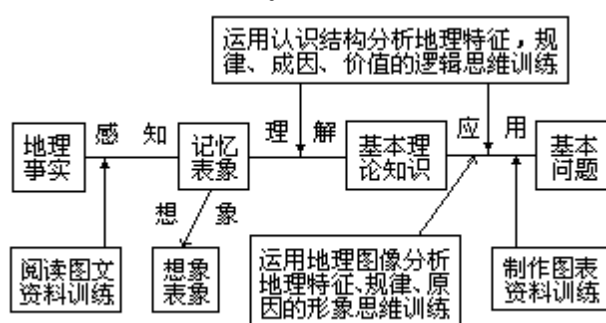 运用认识结构分析地理特征，规
律、成因、价值的逻辑思维训练
地理
事实
感 知
记忆
表象
理 解
基本理
论知识
应 用
基本
问题
想 象
阅读图文
资料训练
想象
表象
运用地理图像分析
地理特征、规律、原
因的形象思维训练
制作图表
资料训练